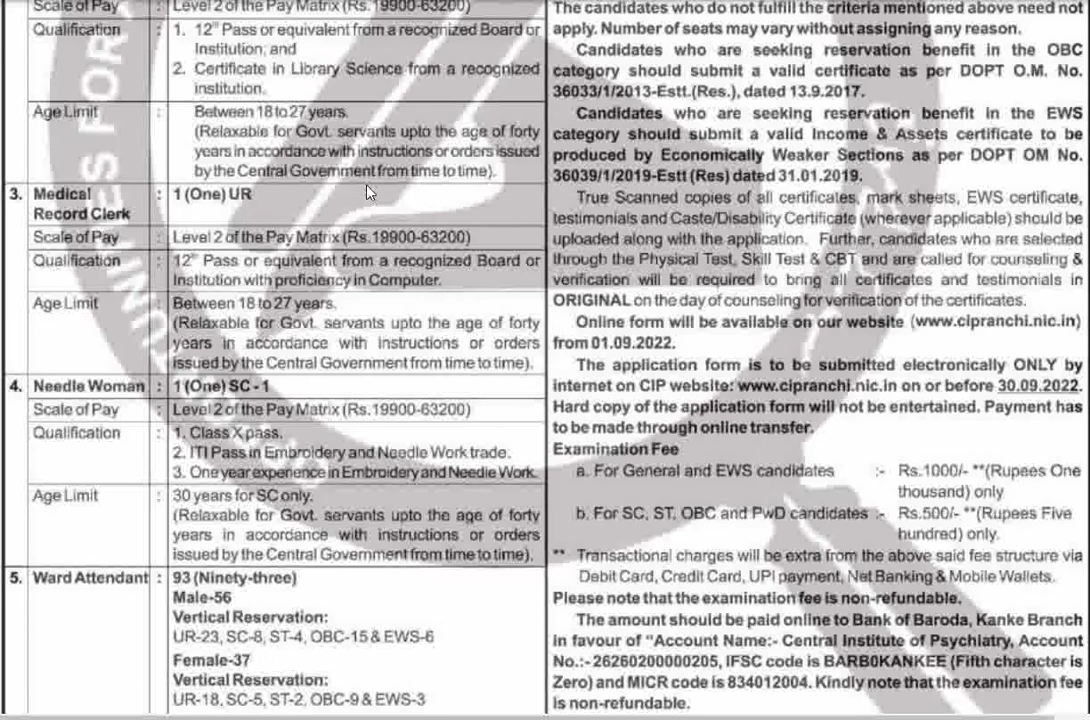 Scale of Pay : Level 2 of the Pay Matrix (Rs. 19900-63200)
Qualification : 1. 12th Pass or equivalent from a recognized Board or
Institution; and
2. Certificate in Library Science from a recognized
institution.
Age Limit : Between 18 to 27 years.
(Relaxable for Govt. servants upto the age of forty
years in accordance with instructions or orders issued
by the Central Government from time to time).
3. Medical : 1 (One) UR
Record Clerk
Scale of Pay : Level 2 of the Pay Matrix (Rs.19900-63200)
Qualification : 12th Pass or equivalent from a recognized Board or
Institution with proficiency in Computer.
Age Limit : Between 18 to 27 years.
(Relaxable for Govt. servants upto the age of forty
years in accordance with instructions or orders
issued by the Central Government from time to time).
4. Needle Woman : 1 (One) SC - 1
Scale of Pay : Level 2 of the Pay Matrix (Rs.19900-63200)
Qualification : 1. Class X pass.
2. ITI Pass in Embroidery and Needle Work trade.
3. One year experience in Embroidery and Needle Work.
Age Limit : 30 years for SC only.
(Relaxable for Govt. servants upto the age of forty
years in accordance with instructions or orders
issued by the Central Government from time to time).
5. Ward Attendant : 93 (Ninety-three)
Male-56
Vertical Reservation:
UR-23, SC-8, ST-4, OBC-15 & EWS-6
Female-37
Vertical Reservation:
UR-18, SC-5, ST-2, OBC-9 & EWS-3
The candidates who do not fulfill the criteria mentioned above need not
apply. Number of seats may vary without assigning any reason.
Candidates who are seeking reservation benefit in the OBC
category should submit a valid certificate as per DOPT O.M. No.
36033/1/2013-Estt.(Res.), dated 13.9.2017.
Candidates who are seeking reservation benefit in the EWS
category should submit a valid Income & Assets certificate to be
produced by Economically Weaker Sections as per DOPT OM No.
36039/1/2019-Estt (Res) dated 31.01.2019.
True Scanned copies of all certificates, mark sheets, EWS certificate,
testimonials and Caste/Disability Certificate (wherever applicable) should be
uploaded along with the application. Further, candidates who are selected
through the Physical Test, Skill Test & CBT and are called for counseling &
verification will be required to bring all certificates and testimonials in
ORIGINAL on the day of counseling for verification of the certificates.
Online form will be available on our website (www.cipranchi.nic.in)
from 01.09.2022.
The application form is to be submitted electronically ONLY by
internet on CIP website: www.cipranchi.nic.in on or before 30.09.2022.
Hard copy of the application form will not be entertained. Payment has
to be made through online transfer.
Examination Fee
a. For General and EWS candidates :- Rs.1000/- **(Rupees One
thousand) only
b. For SC, ST, OBC and PwD candidates :- Rs.500/- **(Rupees Five
hundred) only.
** Transactional charges will be extra from the above said fee structure via
Debit Card, Credit Card, UPI payment, Net Banking & Mobile Wallets.
Please note that the examination fee is non-refundable.
The amount should be paid online to Bank of Baroda, Kanke Branch
in favour of "Account Name:- Central Institute of Psychiatry, Account
No.:- 26260200000205, IFSC code is BARB0KANKEE (Fifth character is
Zero) and MICR code is 834012004. Kindly note that the examination fee
is non-refundable.